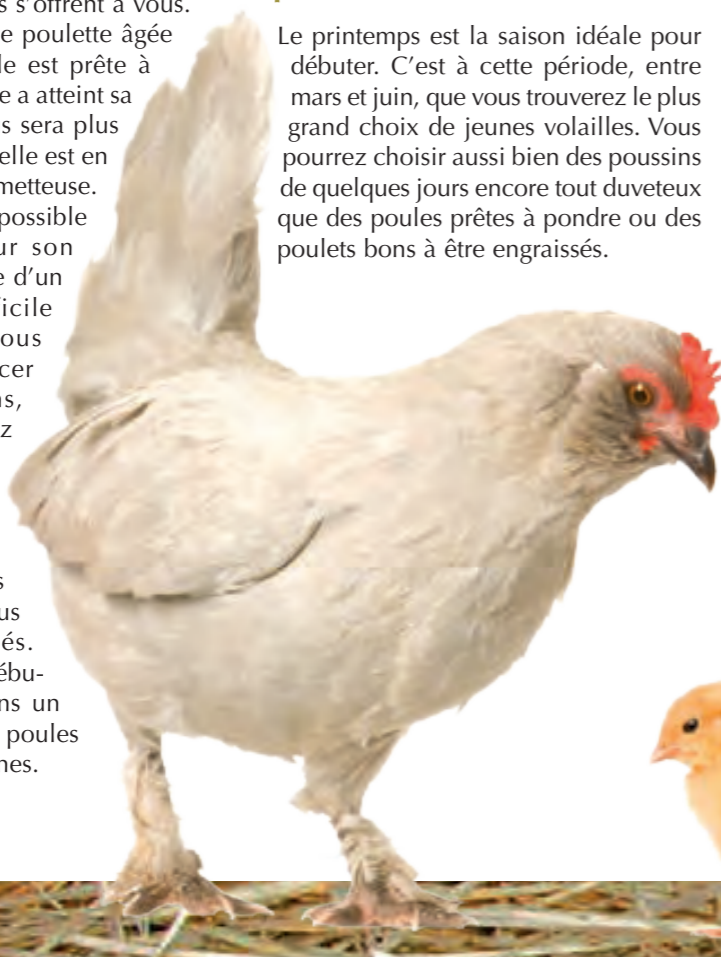 s s'offrent à vous.
e poulette âgée
le est prête à
e a atteint sa
s sera plus
elle est en
metteuse.
possible
ur son
e d'un
icile
ous
cer
ns,
z
s
us
és.
ébu-
ns un
poules
nes.
Le printemps est la saison idéale pour
débuter. C'est à cette période, entre
mars et juin, que vous trouverez le plus
grand choix de jeunes volailles. Vous
pourrez choisir aussi bien des poussins
de quelques jours encore tout duveteux
que des poules prêtes à pondre ou des
poulets bons à être engraissés.